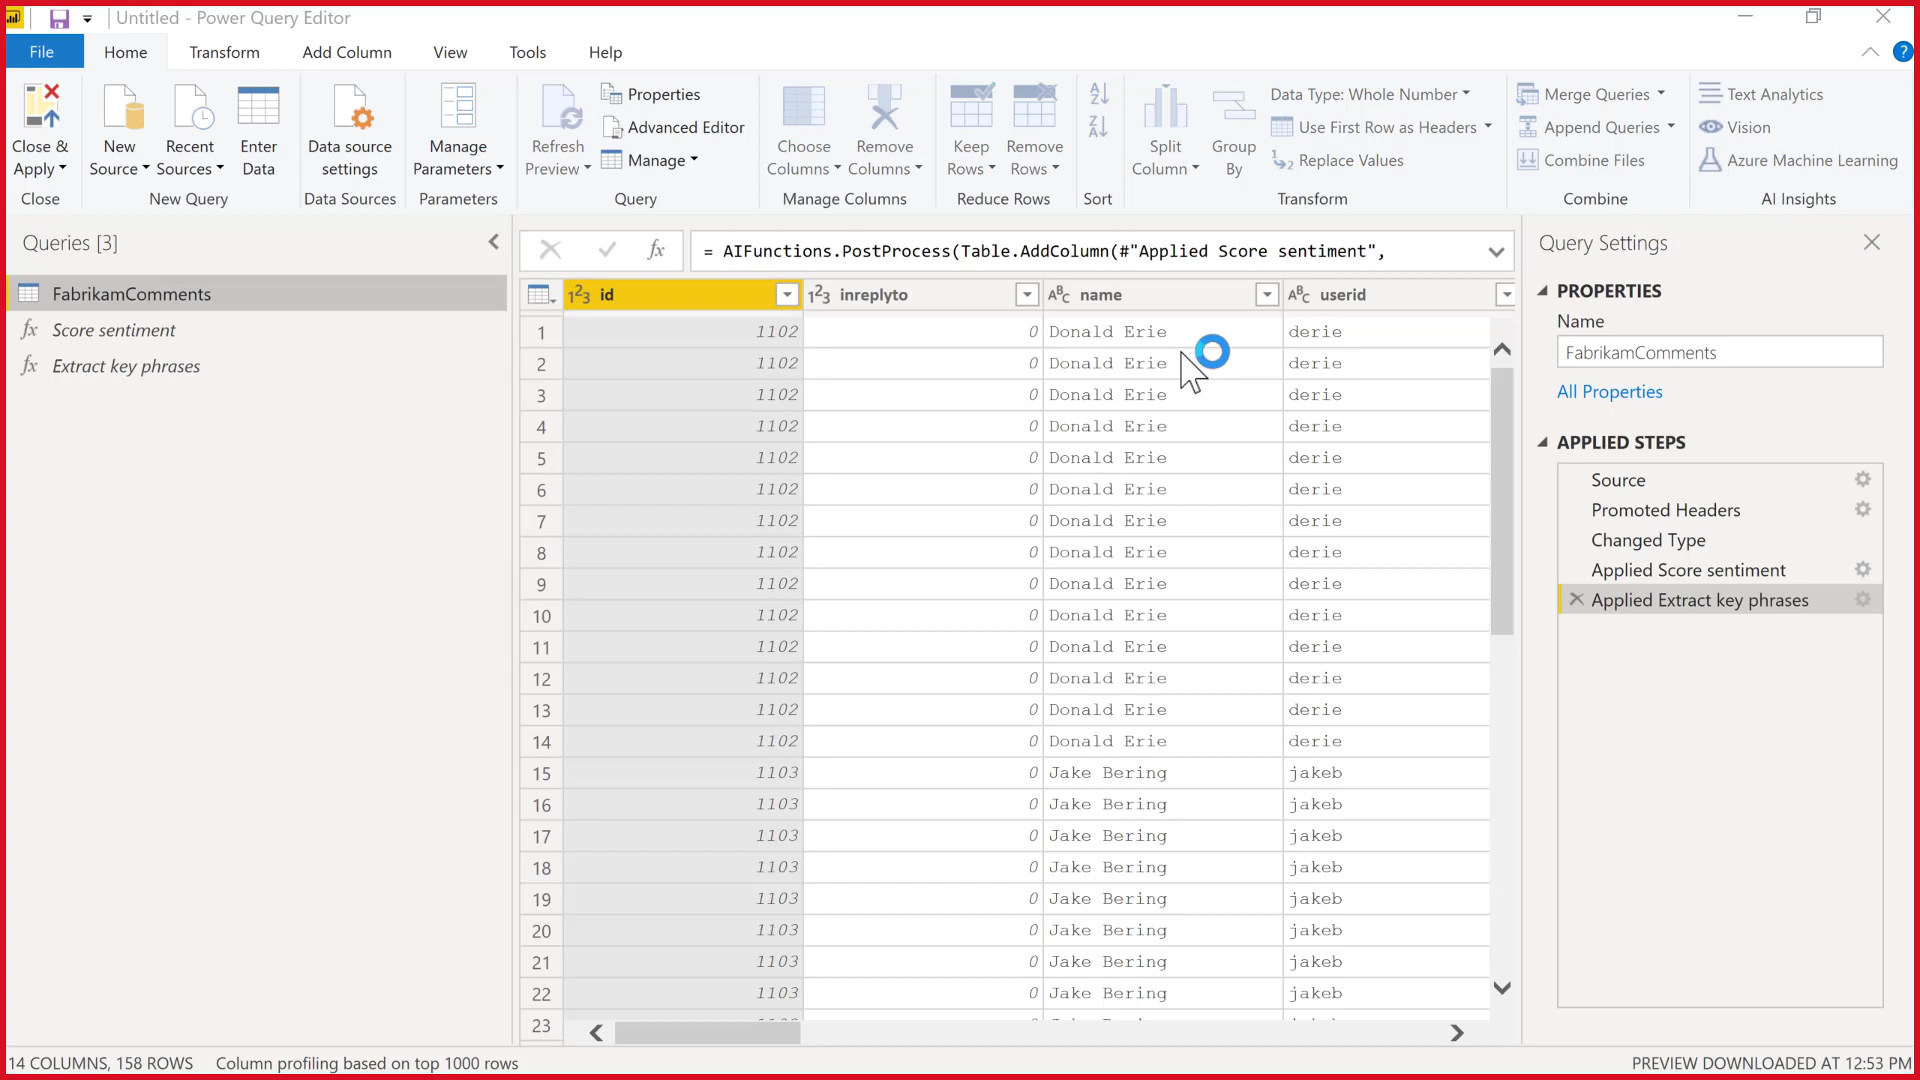 Untitled - Power Query Editor
File Home Transform Add Column View Tools Help
Close & Apply
Close
New Source
Recent Sources
Enter Data
New Query
Data source settings
Data Sources
Manage Parameters
Parameters
Refresh Preview
Properties
Advanced Editor
Manage
Query
Choose Columns
Remove Columns
Manage Columns
Keep Rows
Remove Rows
Reduce Rows
A Z
Z A
Sort
Split Column
Group By
Data Type: Whole Number
Use First Row as Headers
1 2 Replace Values
Transform
Merge Queries
Append Queries
Combine Files
Combine
Text Analytics
Vision
Azure Machine Learning
AI Insights
?
Queries [3]
FabrikamComments
fx Score sentiment
fx Extract key phrases
fx = AIFunctions.PostProcess(Table.AddColumn(#"Applied Score sentiment",
123 id 123 inreplyto ABC name ABC userid
1 1102 0 Donald Erie derie
2 1102 0 Donald Erie derie
3 1102 0 Donald Erie derie
4 1102 0 Donald Erie derie
5 1102 0 Donald Erie derie
6 1102 0 Donald Erie derie
7 1102 0 Donald Erie derie
8 1102 0 Donald Erie derie
9 1102 0 Donald Erie derie
10 1102 0 Donald Erie derie
11 1102 0 Donald Erie derie
12 1102 0 Donald Erie derie
13 1102 0 Donald Erie derie
14 1102 0 Donald Erie derie
15 1103 0 Jake Bering jakeb
16 1103 0 Jake Bering jakeb
17 1103 0 Jake Bering jakeb
18 1103 0 Jake Bering jakeb
19 1103 0 Jake Bering jakeb
20 1103 0 Jake Bering jakeb
21 1103 0 Jake Bering jakeb
22 1103 0 Jake Bering jakeb
23
Query Settings
PROPERTIES
Name
FabrikamComments
All Properties
APPLIED STEPS
Source
Promoted Headers
Changed Type
Applied Score sentiment
Applied Extract key phrases
14 COLUMNS, 158 ROWS Column profiling based on top 1000 rows
PREVIEW DOWNLOADED AT 12:53 PM